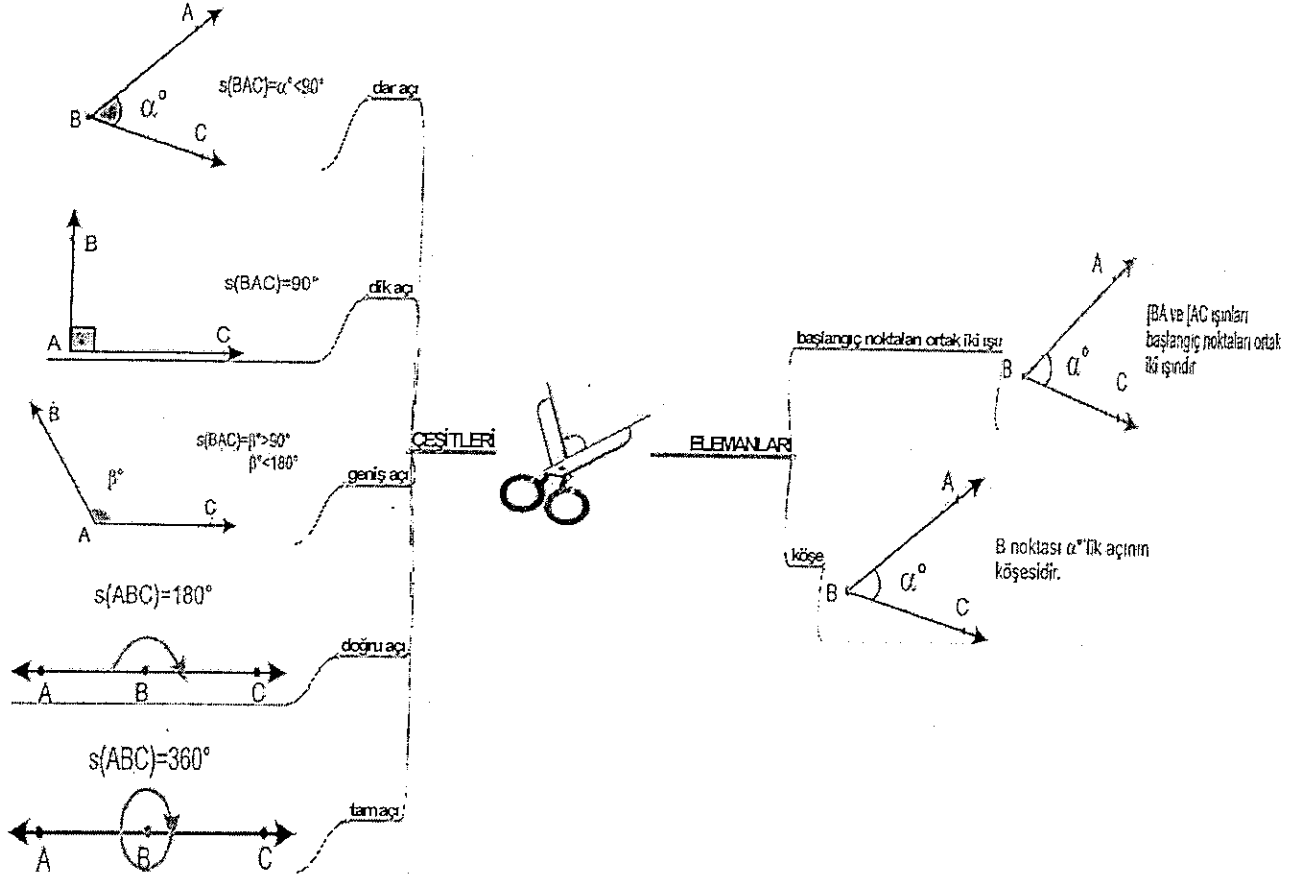 A
s(BAC)=α°<90°
dar açı
B
α°
C
B
s(BAC)=90°
dik açı
A
C
B
s(BAC)=β°>90°
β°<180°
β°
geniş açı
A
C
ÇEŞİTLERİ
s(ABC)=180°
doğru açı
A
B
C
s(ABC)=360°
tam açı
A
B
C
ELEMANLARI
başlangıç noktaları ortak iki ışı
A
B
α°
C
[BA ve [AC ışınları
başlangıç noktaları ortak
iki ışındır
köşe
A
B
α°
C
B noktası α°'lik açının
köşesidir.